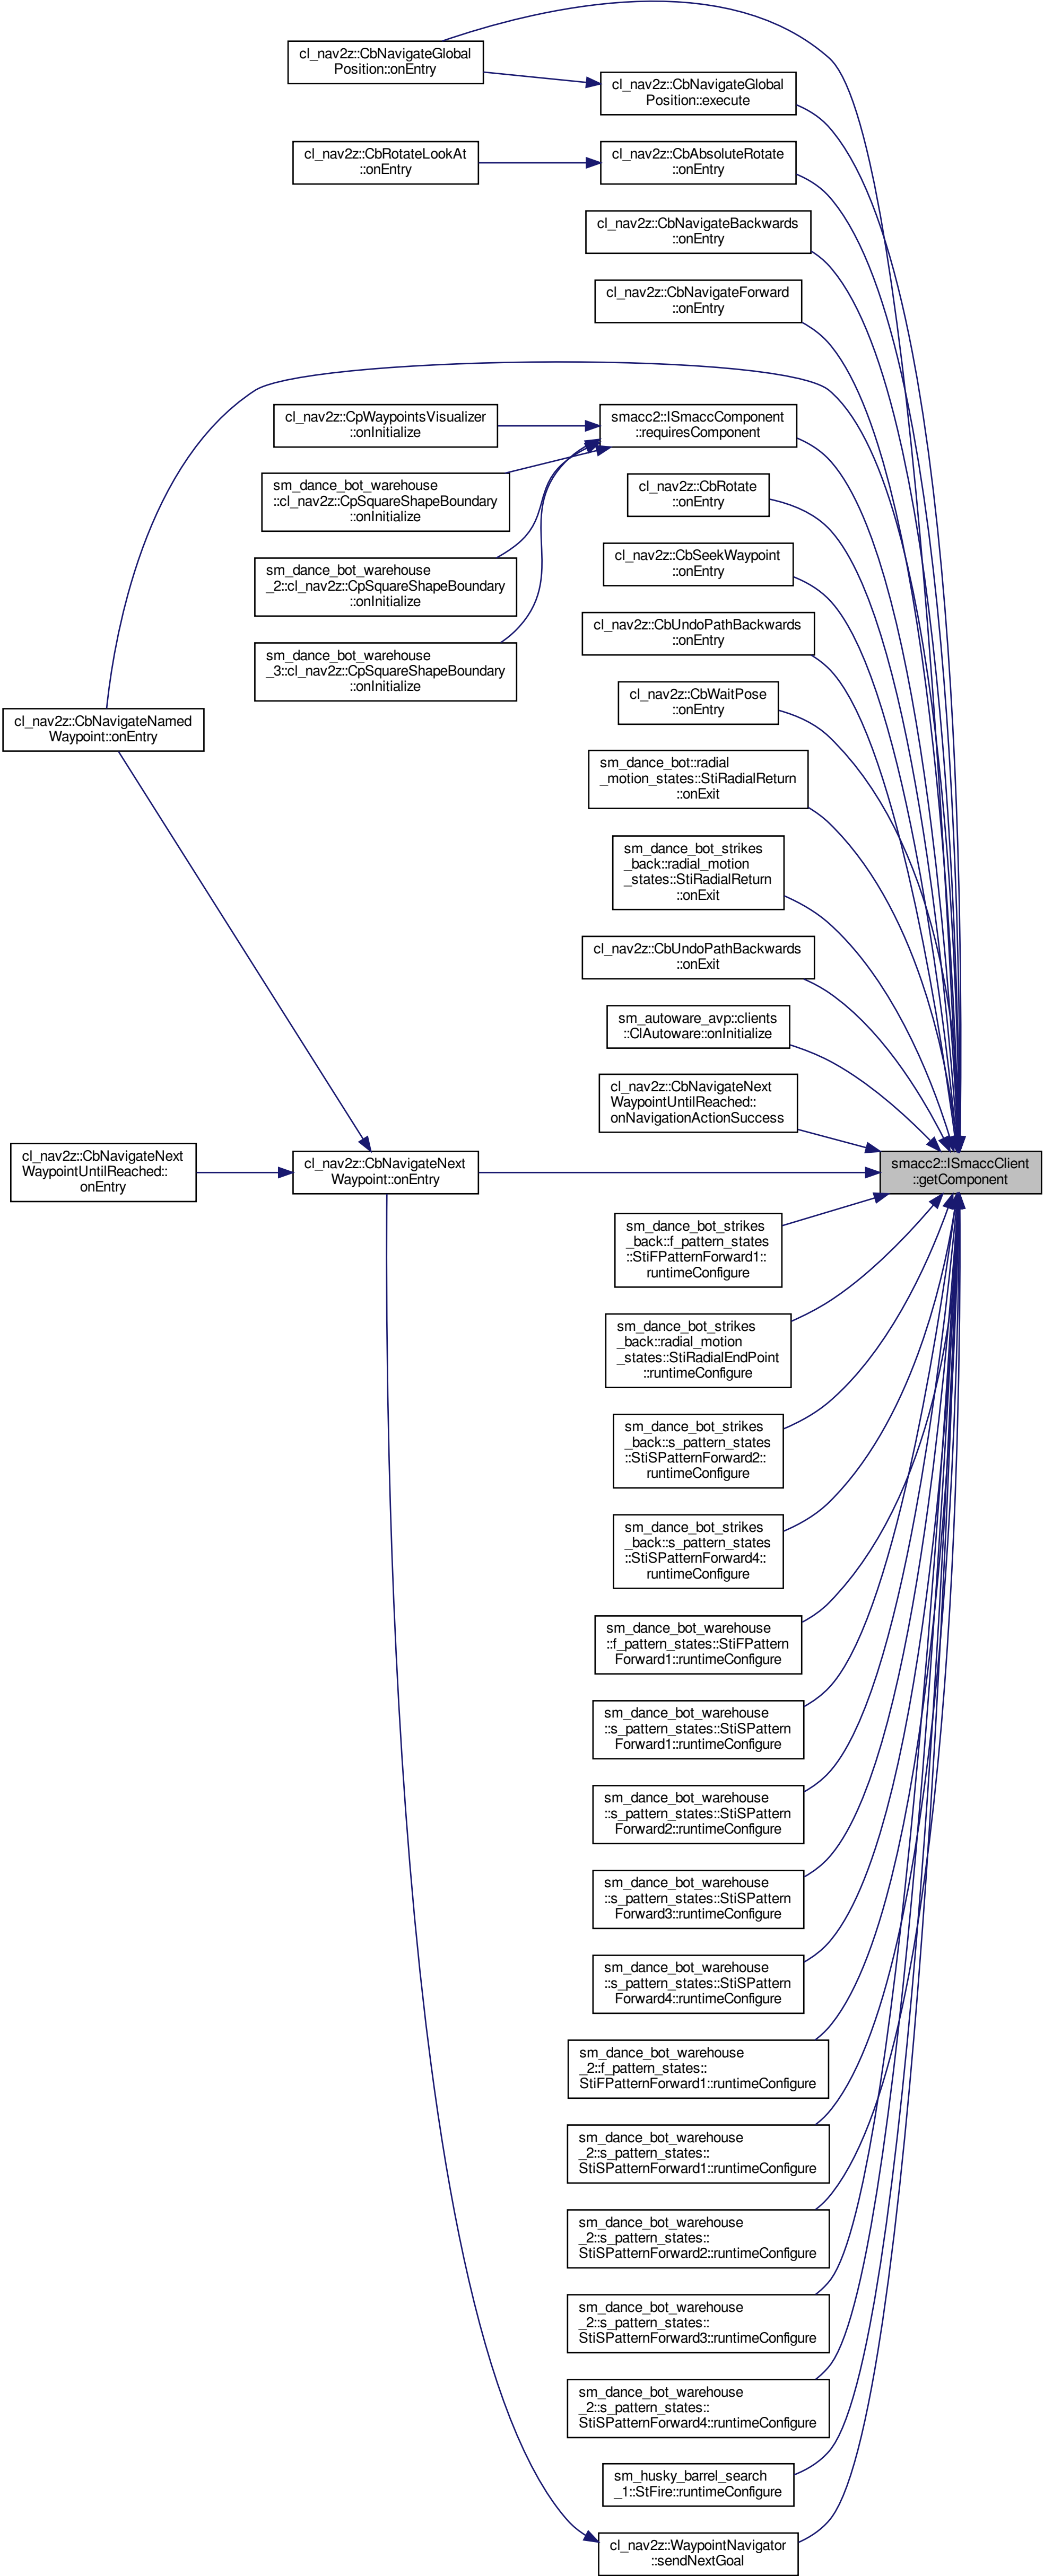 cl_nav2z::CbNavigateGlobal
Position::onEntry
cl_nav2z::CbNavigateGlobal
Position::execute
cl_nav2z::CbRotateLookAt
::onEntry
cl_nav2z::CbAbsoluteRotate
::onEntry
cl_nav2z::CbNavigateBackwards
::onEntry
cl_nav2z::CbNavigateForward
::onEntry
cl_nav2z::CpWaypointsVisualizer
::onInitialize
smacc2::ISmaccComponent
::requiresComponent
sm_dance_bot_warehouse
::cl_nav2z::CpSquareShapeBoundary
::onInitialize
cl_nav2z::CbRotate
::onEntry
cl_nav2z::CbSeekWaypoint
::onEntry
sm_dance_bot_warehouse
_2::cl_nav2z::CpSquareShapeBoundary
::onInitialize
cl_nav2z::CbUndoPathBackwards
::onEntry
sm_dance_bot_warehouse
_3::cl_nav2z::CpSquareShapeBoundary
::onInitialize
cl_nav2z::CbWaitPose
::onEntry
cl_nav2z::CbNavigateNamed
Waypoint::onEntry
sm_dance_bot::radial
_motion_states::StiRadialReturn
::onExit
sm_dance_bot_strikes
_back::radial_motion
_states::StiRadialReturn
::onExit
cl_nav2z::CbUndoPathBackwards
::onExit
sm_autoware_avp::clients
::ClAutoware::onInitialize
cl_nav2z::CbNavigateNext
WaypointUntilReached::
onNavigationActionSuccess
cl_nav2z::CbNavigateNext
WaypointUntilReached::
onEntry
cl_nav2z::CbNavigateNext
Waypoint::onEntry
smacc2::ISmaccClient
::getComponent
sm_dance_bot_strikes
_back::f_pattern_states
::StiFPatternForward1::
runtimeConfigure
sm_dance_bot_strikes
_back::radial_motion
_states::StiRadialEndPoint
::runtimeConfigure
sm_dance_bot_strikes
_back::s_pattern_states
::StiSPatternForward2::
runtimeConfigure
sm_dance_bot_strikes
_back::s_pattern_states
::StiSPatternForward4::
runtimeConfigure
sm_dance_bot_warehouse
::f_pattern_states::StiFPattern
Forward1::runtimeConfigure
sm_dance_bot_warehouse
::s_pattern_states::StiSPattern
Forward1::runtimeConfigure
sm_dance_bot_warehouse
::s_pattern_states::StiSPattern
Forward2::runtimeConfigure
sm_dance_bot_warehouse
::s_pattern_states::StiSPattern
Forward3::runtimeConfigure
sm_dance_bot_warehouse
::s_pattern_states::StiSPattern
Forward4::runtimeConfigure
sm_dance_bot_warehouse
_2::f_pattern_states::
StiFPatternForward1::runtimeConfigure
sm_dance_bot_warehouse
_2::s_pattern_states::
StiSPatternForward1::runtimeConfigure
sm_dance_bot_warehouse
_2::s_pattern_states::
StiSPatternForward2::runtimeConfigure
sm_dance_bot_warehouse
_2::s_pattern_states::
StiSPatternForward3::runtimeConfigure
sm_dance_bot_warehouse
_2::s_pattern_states::
StiSPatternForward4::runtimeConfigure
sm_husky_barrel_search
_1::StFire::runtimeConfigure
cl_nav2z::WaypointNavigator
::sendNextGoal